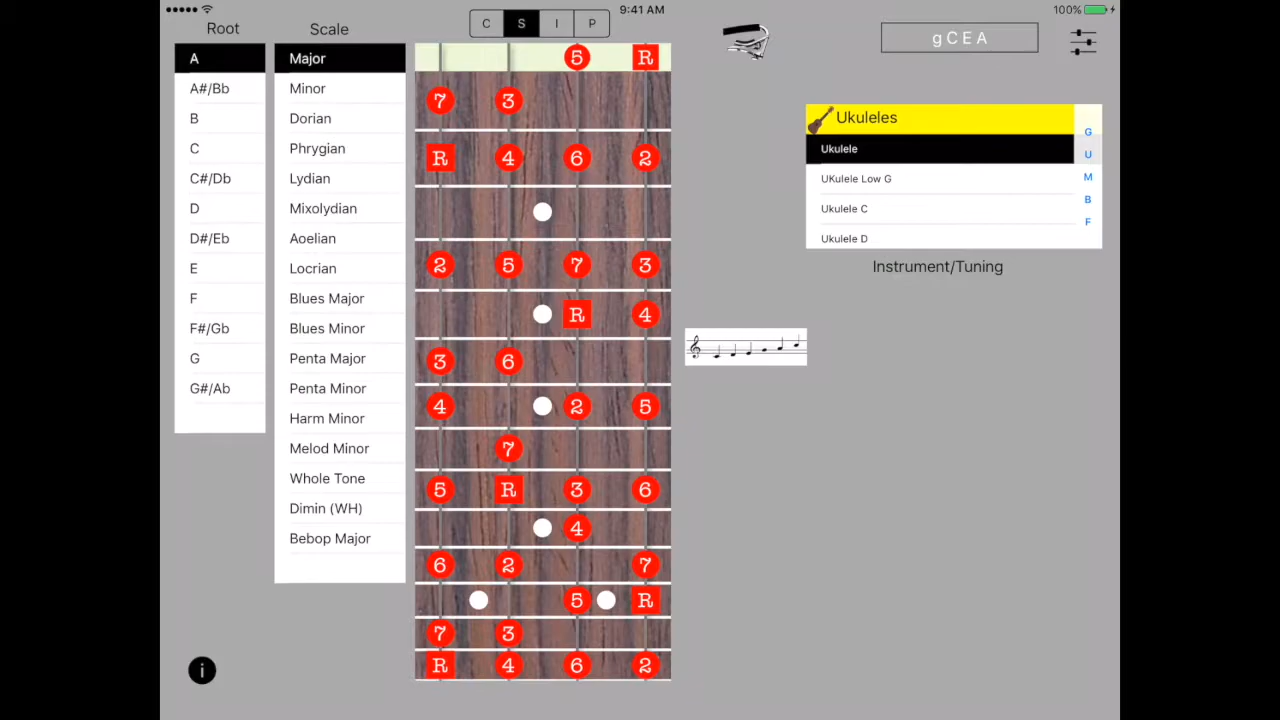 9:41 AM
100%
Root
Scale
C S I P
g C E A
A
A#/Bb
B
C
C#/Db
D
D#/Eb
E
F
F#/Gb
G
G#/Ab
Major
Minor
Dorian
Phrygian
Lydian
Mixolydian
Aoelian
Locrian
Blues Major
Blues Minor
Penta Major
Penta Minor
Harm Minor
Melod Minor
Whole Tone
Dimin (WH)
Bebop Major
5 R
7 3
R 4 6 2
2 5 7 3
R 4
3 6
4 2 5
7
5 R 3 6
4
6 2 7
5 R
7 3
R 4 6 2
Ukuleles
Ukulele
UKulele Low G
Ukulele C
Ukulele D
G
U
M
B
F
Instrument/Tuning
i